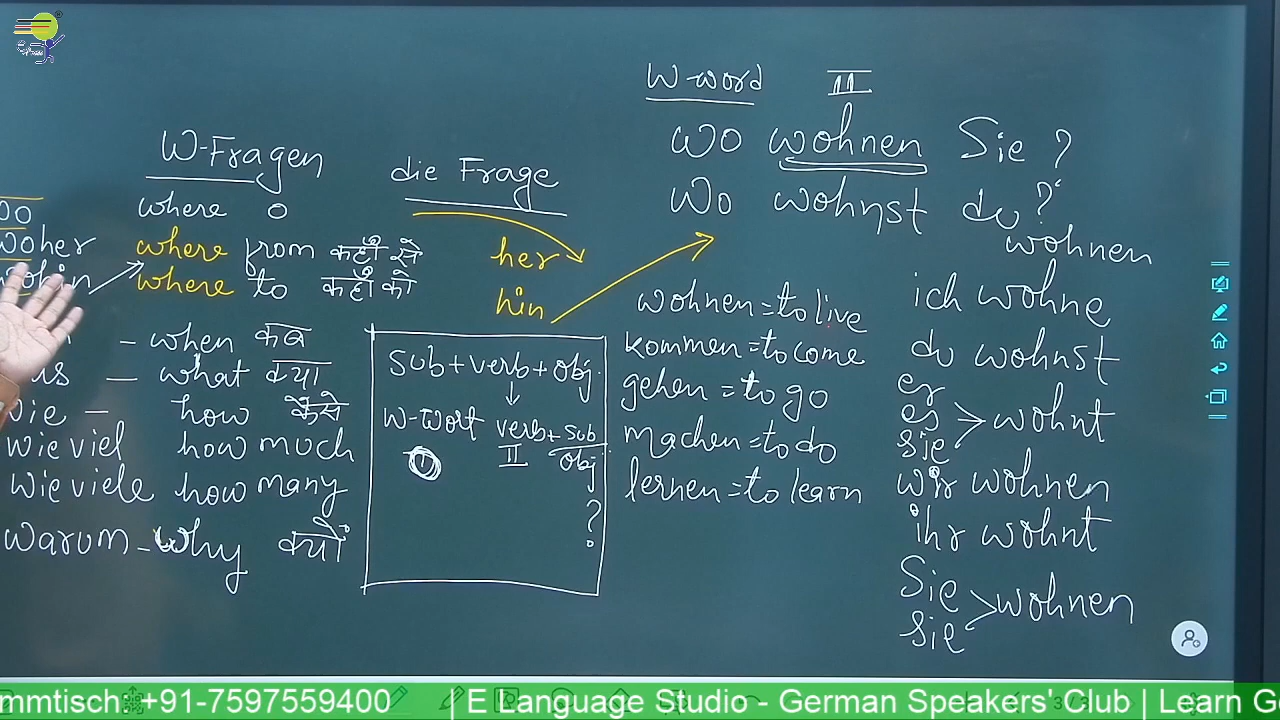 W-Fragen
die Frage
where
woher where from कहाँ से
where to कहाँ को
her
hin
- when कब
- what क्या
wie - how कैसे
wie viel how much
wie viele how many
warum - why क्यों
sub + verb + obj.
W-Wort verb + sub
I II obj.
?
W-word II
wo wohnen Sie ?
Wo wohnst du ?
wohnen
wohnen = to live
kommen = to come
gehen = to go
machen = to do
lernen = to learn
ich wohne
du wohnst
er
es > wohnt
sie
wir wohnen
ihr wohnt
Sie
sie > wohnen
mmtisch: +91-7597559400 | E Language Studio - German Speakers' Club | Learn G